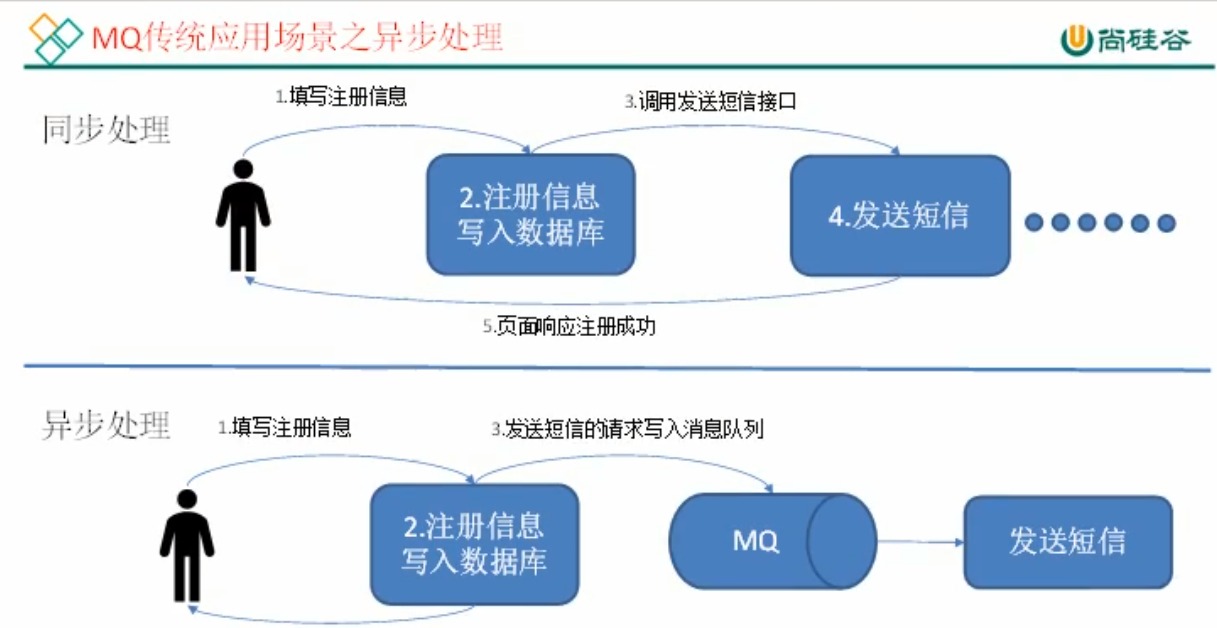 MQ传统应用场景之异步处理
尚硅谷
同步处理
1.填写注册信息
3.调用发送短信接口
2.注册信息
写入数据库
4.发送短信
5.页面响应注册成功
异步处理
1.填写注册信息
3.发送短信的请求写入消息队列
2.注册信息
写入数据库
MQ
发送短信